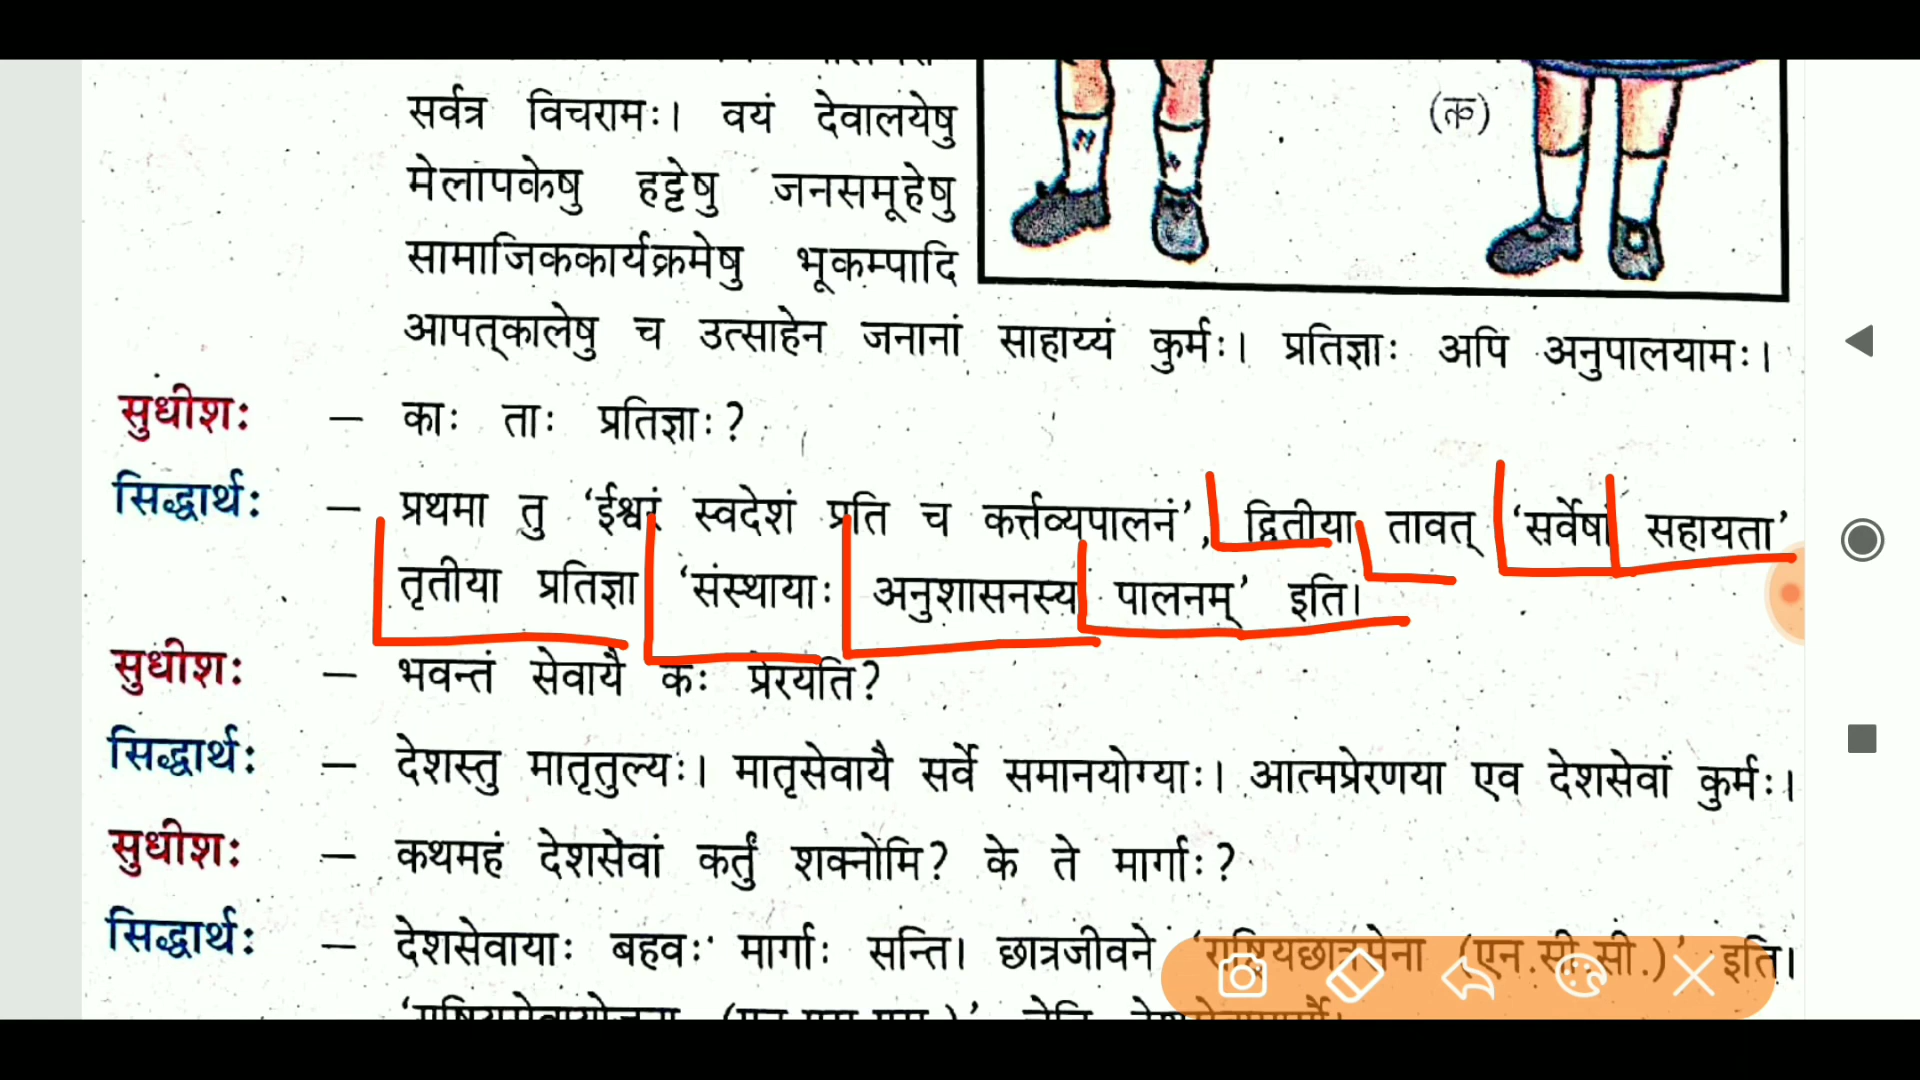 सर्वत्र विचरामः। वयं देवालयेषु
(क)
मेलापकेषु हट्टेषु जनसमूहेषु
सामाजिककार्यक्रमेषु भूकम्पादि
आपत्कालेषु च उत्साहेन जनानां साहाय्यं कुर्मः। प्रतिज्ञाः अपि अनुपालयामः।
सुधीशः – काः ताः प्रतिज्ञाः?
सिद्धार्थः – प्रथमा तु ‘ईश्वरं स्वदेशं प्रति च कर्त्तव्यपालनं’, द्वितीया तावत् ‘सर्वेषां सहायता’
तृतीया प्रतिज्ञा ‘संस्थायाः अनुशासनस्य पालनम्’ इति।
सुधीशः – भवन्तं सेवायै कः प्रेरयति?
सिद्धार्थः – देशस्तु मातृतुल्यः। मातृसेवायै सर्वे समानयोग्याः। आत्मप्रेरणया एव देशसेवां कुर्मः।
सुधीशः – कथमहं देशसेवां कर्तुं शक्नोमि? के ते मार्गाः?
सिद्धार्थः – देशसेवायाः बहवः मार्गाः सन्ति। छात्रजीवने ‘राष्ट्रियछात्रसेना (एन.सी.सी.)’ इति।